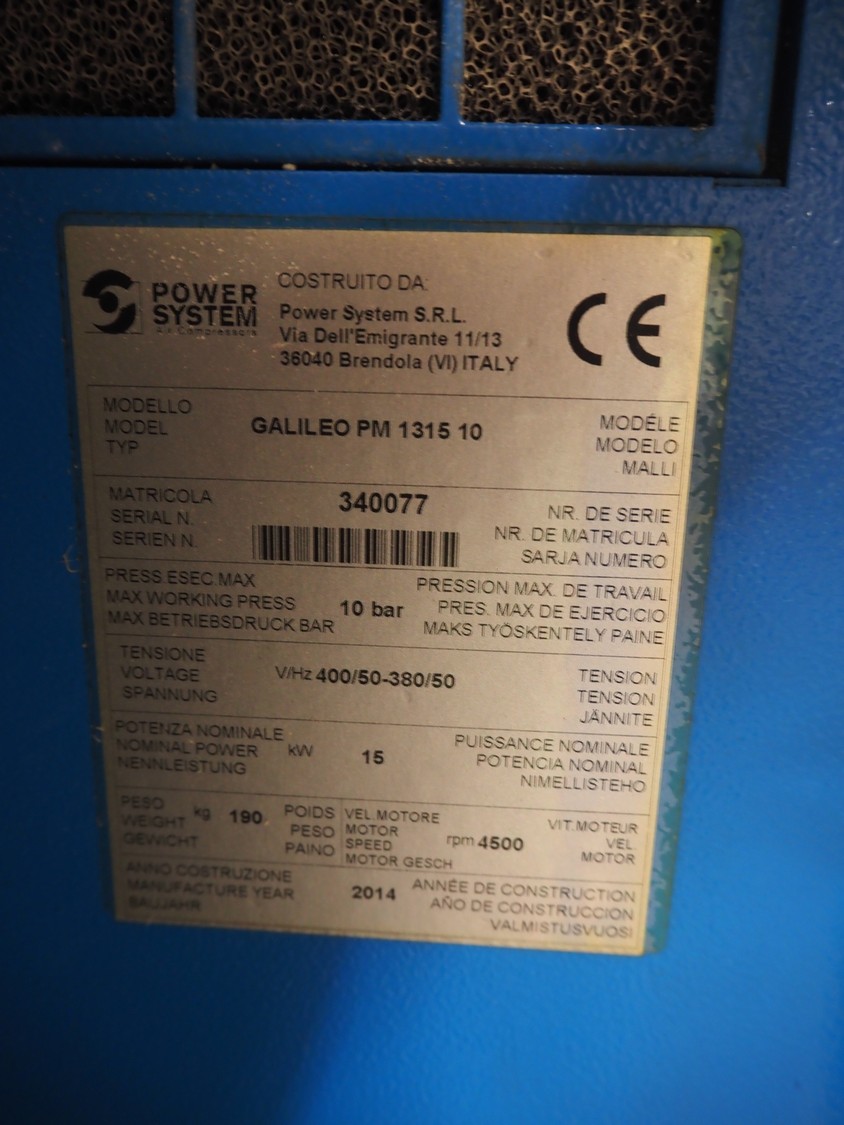 POWER
SYSTEM
Air Compressors
COSTRUITO DA:
Power System S.R.L.
Via Dell'Emigrante 11/13
36040 Brendola (VI) ITALY
CE
MODELLO
MODEL
TYP
GALILEO PM 1315 10
MODÉLE
MODELO
MALLI
MATRICOLA
SERIAL N.
SERIEN N.
340077
NR. DE SERIE
NR. DE MATRICULA
SARJA NUMERO
PRESS.ESEC.MAX
MAX WORKING PRESS
MAX BETRIEBSDRUCK BAR
10 bar
PRESSION MAX. DE TRAVAIL
PRES. MAX DE EJERCICIO
MAKS TYÖSKENTELY PAINE
TENSIONE
VOLTAGE
SPANNUNG
V/Hz 400/50-380/50
TENSION
TENSION
JÄNNITE
POTENZA NOMINALE
NOMINAL POWER
NENNLEISTUNG
kW
15
PUISSANCE NOMINALE
POTENCIA NOMINAL
NIMELLISTEHO
PESO
WEIGHT
GEWICHT
kg 190
POIDS
PESO
PAINO
VEL.MOTORE
MOTOR
SPEED
MOTOR GESCH
rpm 4500
VIT.MOTEUR
VEL.
MOTOR
ANNO COSTRUZIONE
MANUFACTURE YEAR
BAUJAHR
2014
ANNÉE DE CONSTRUCTION
AÑO DE CONSTRUCCION
VALMISTUSVUOSI